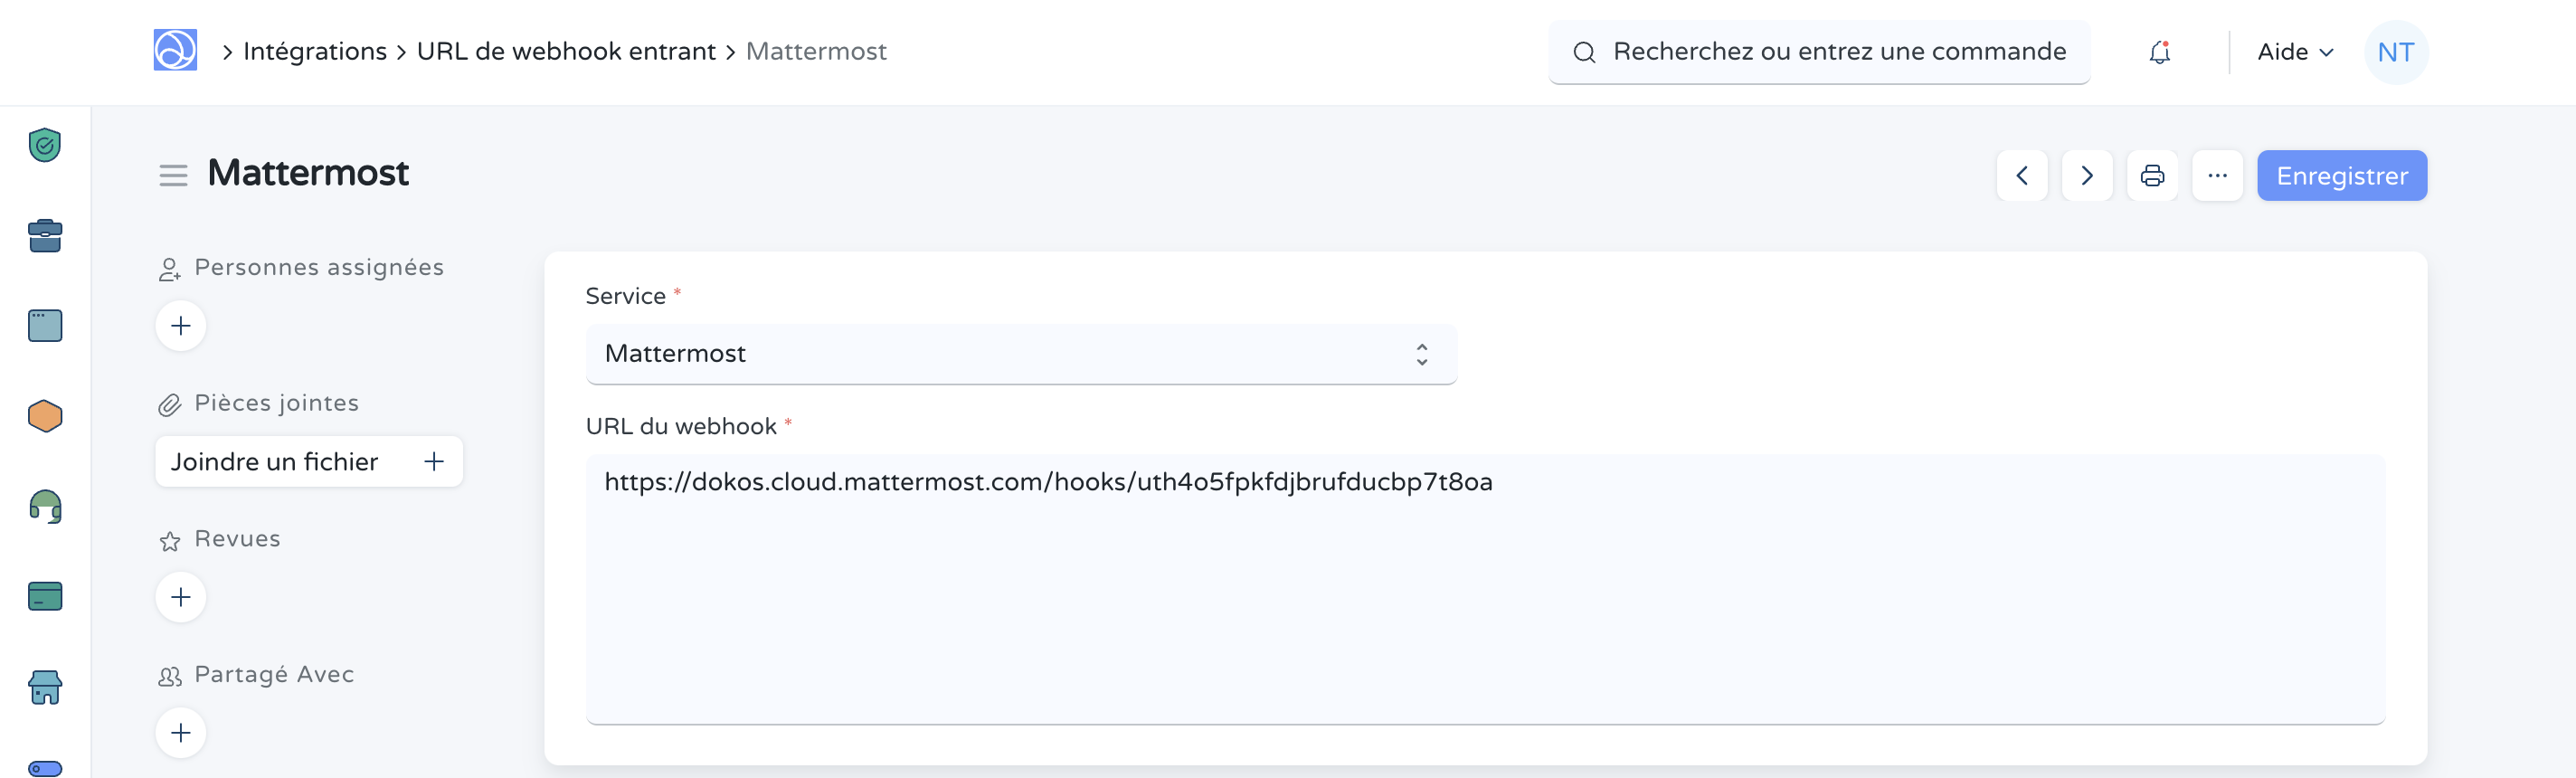 Intégrations > URL de webhook entrant > Mattermost
Recherchez ou entrez une commande
Aide
NT
Mattermost
Enregistrer
Personnes assignées
Pièces jointes
Joindre un fichier
Revues
Partagé Avec
Service *
Mattermost
URL du webhook *
https://dokos.cloud.mattermost.com/hooks/uth4o5fpkfdjbrufducbp7t8oa